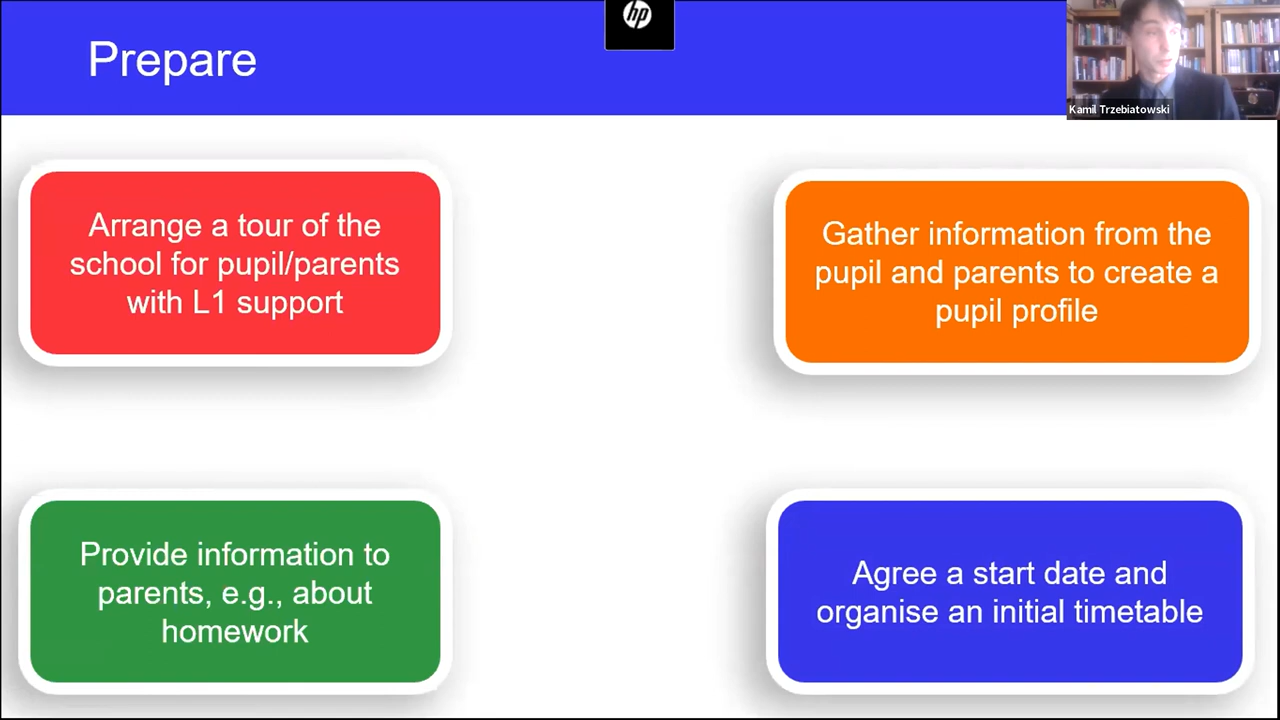 Prepare
hp
Kamil Trzebiatowski
Arrange a tour of the
school for pupil/parents
with L1 support
Gather information from the
pupil and parents to create a
pupil profile
Provide information to
parents, e.g., about
homework
Agree a start date and
organise an initial timetable